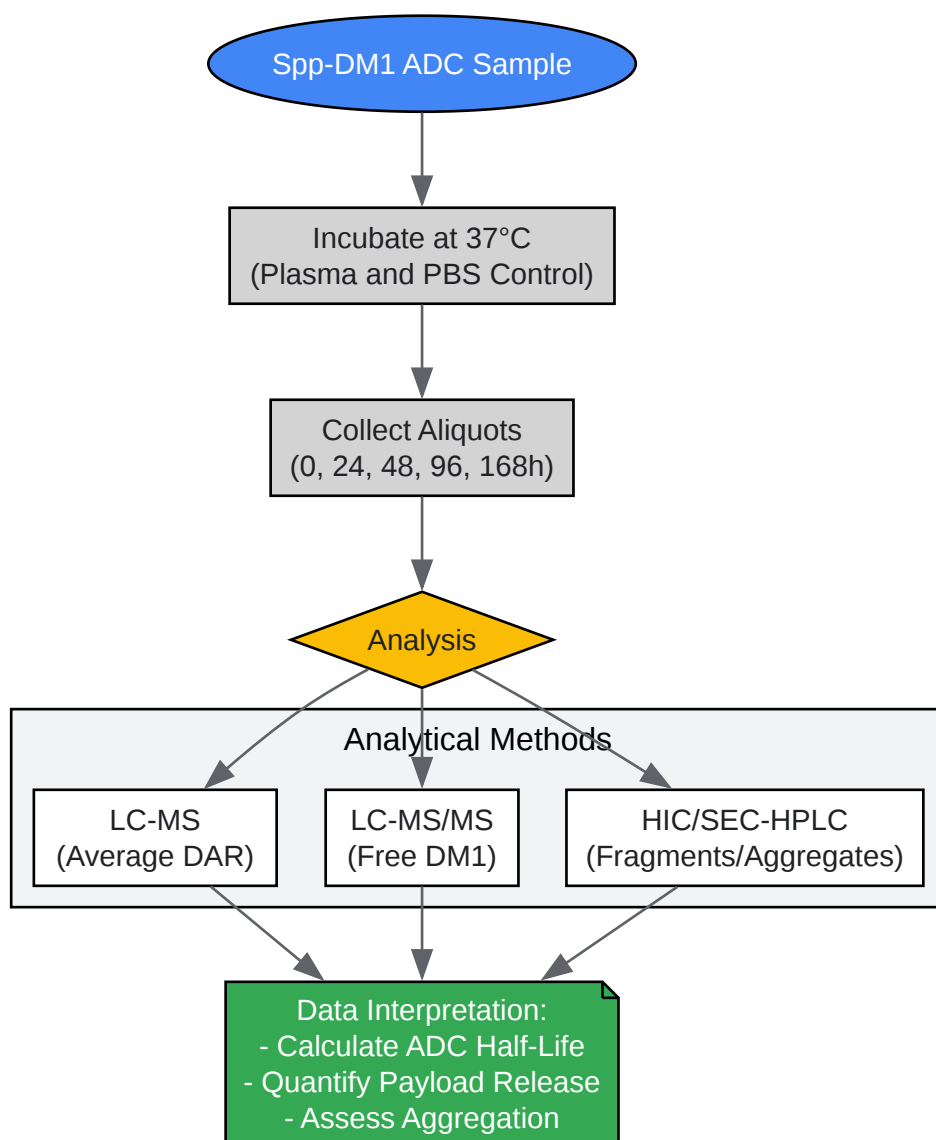 Spp-DM1 ADC Sample
Incubate at 37°C
(Plasma and PBS Control)
Collect Aliquots
(0, 24, 48, 96, 168h)
Analysis
Analytical Methods
LC-MS
(Average DAR)
LC-MS/MS
(Free DM1)
HIC/SEC-HPLC
(Fragments/Aggregates)
Data Interpretation:
- Calculate ADC Half-Life
- Quantify Payload Release
- Assess Aggregation